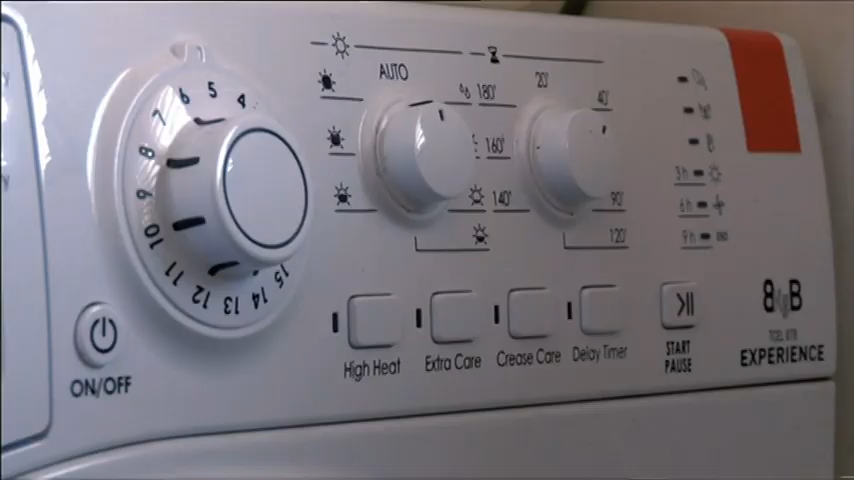 AUTO
180'
160'
140'
20'
40'
90'
120'
3h
6h
9h
4
5
6
7
8
9
10
11
12
13
14
15
ON/OFF
High Heat
Extra Care
Crease Care
Delay Timer
START
PAUSE
EXPERIENCE